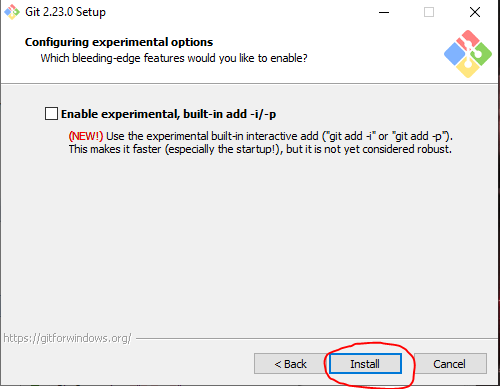 Git 2.23.0 Setup
Configuring experimental options
Which bleeding-edge features would you like to enable?
Enable experimental, built-in add -i/-p
(NEW!) Use the experimental built-in interactive add ("git add -i" or "git add -p").
This makes it faster (especially the startup!), but it is not yet considered robust.
https://gitforwindows.org/
< Back Install Cancel